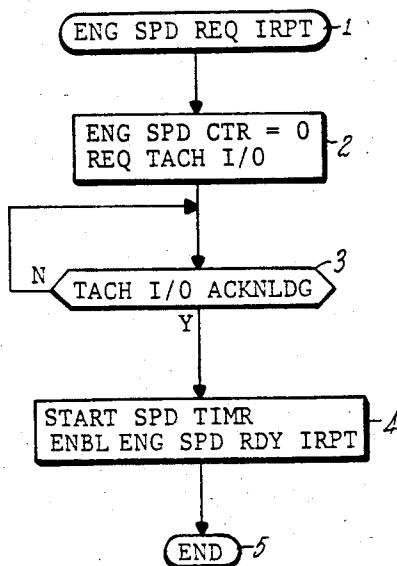 ENG SPD REQ IRPT 1
ENG SPD CTR = 0
REQ TACH I/O 2
3
N TACH I/O ACKNLDG
Y
START SPD TIMR 4
ENBL ENG SPD RDY IRPT
END 5